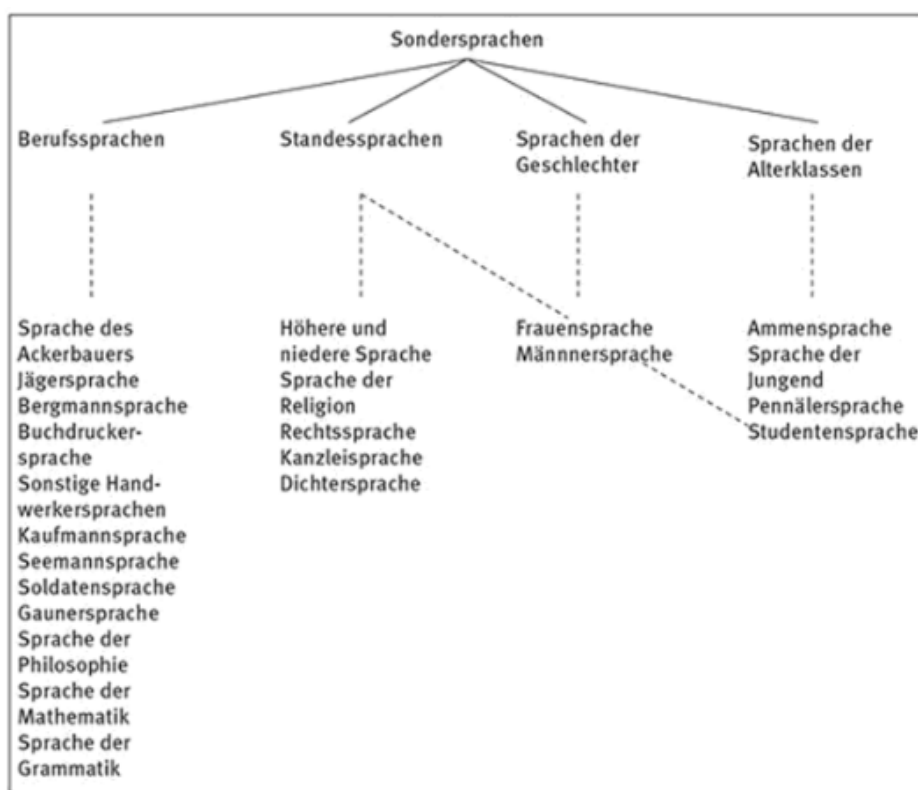 Sondersprachen
Berufssprachen
Standessprachen
Sprachen der
Geschlechter
Sprachen der
Alterklassen
Sprache des
Ackerbauers
Jägersprache
Bergmannsprache
Buchdrucker-
sprache
Sonstige Hand-
werkersprachen
Kaufmannsprache
Seemannsprache
Soldatensprache
Gaunersprache
Sprache der
Philosophie
Sprache der
Mathematik
Sprache der
Grammatik
Höhere und
niedere Sprache
Sprache der
Religion
Rechtssprache
Kanzleisprache
Dichtersprache
Frauensprache
Männnersprache
Ammensprache
Sprache der
Jungend
Pennälersprache
Studentensprache